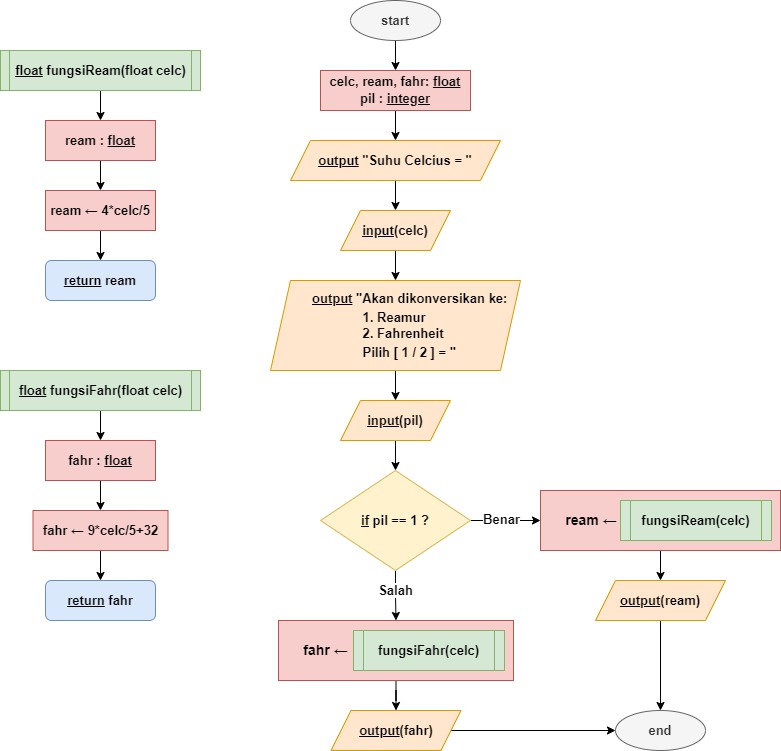 float fungsiReam(float celc)
ream : float
ream ← 4*celc/5
return ream
float fungsiFahr(float celc)
fahr : float
fahr ← 9*celc/5+32
return fahr
start
celc, ream, fahr: float
pil : integer
output "Suhu Celcius = "
input(celc)
output "Akan dikonversikan ke:
1. Reamur
2. Fahrenheit
Pilih [ 1 / 2 ] = "
input(pil)
if pil == 1 ?
Benar
ream ← fungsiReam(celc)
output(ream)
Salah
fahr ← fungsiFahr(celc)
output(fahr)
end